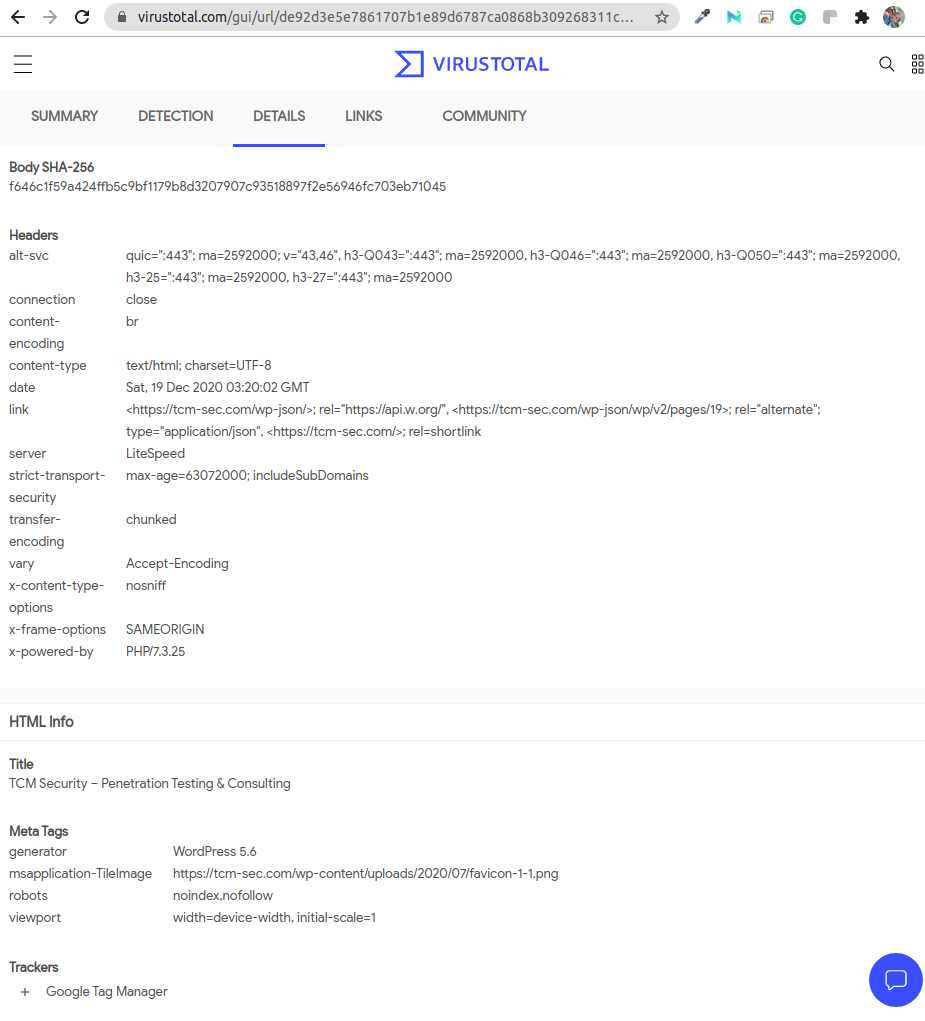 virustotal.com/gui/url/de92d3e5e7861707b1e89d6787ca0868b309268311c...
VIRUSTOTAL
SUMMARY DETECTION DETAILS LINKS COMMUNITY
Body SHA-256
f646c1f59a424ffb5c9bf1179b8d3207907c93518897f2e56946fc703eb71045
Headers
alt-svc quic=":443"; ma=2592000; v="43,46", h3-Q043=":443"; ma=2592000, h3-Q046=":443"; ma=2592000, h3-Q050=":443"; ma=2592000,
h3-25=":443"; ma=2592000, h3-27=":443"; ma=2592000
connection close
content- br
encoding
content-type text/html; charset=UTF-8
date Sat, 19 Dec 2020 03:20:02 GMT
link <https://tcm-sec.com/wp-json/>; rel="https://api.w.org/", <https://tcm-sec.com/wp-json/wp/v2/pages/19>; rel="alternate";
type="application/json", <https://tcm-sec.com/>; rel=shortlink
server LiteSpeed
strict-transport- max-age=63072000; includeSubDomains
security
transfer- chunked
encoding
vary Accept-Encoding
x-content-type- nosniff
options
x-frame-options SAMEORIGIN
x-powered-by PHP/7.3.25
HTML Info
Title
TCM Security – Penetration Testing & Consulting
Meta Tags
generator WordPress 5.6
msapplication-TileImage https://tcm-sec.com/wp-content/uploads/2020/07/favicon-1-1.png
robots noindex,nofollow
viewport width=device-width, initial-scale=1
Trackers
+ Google Tag Manager